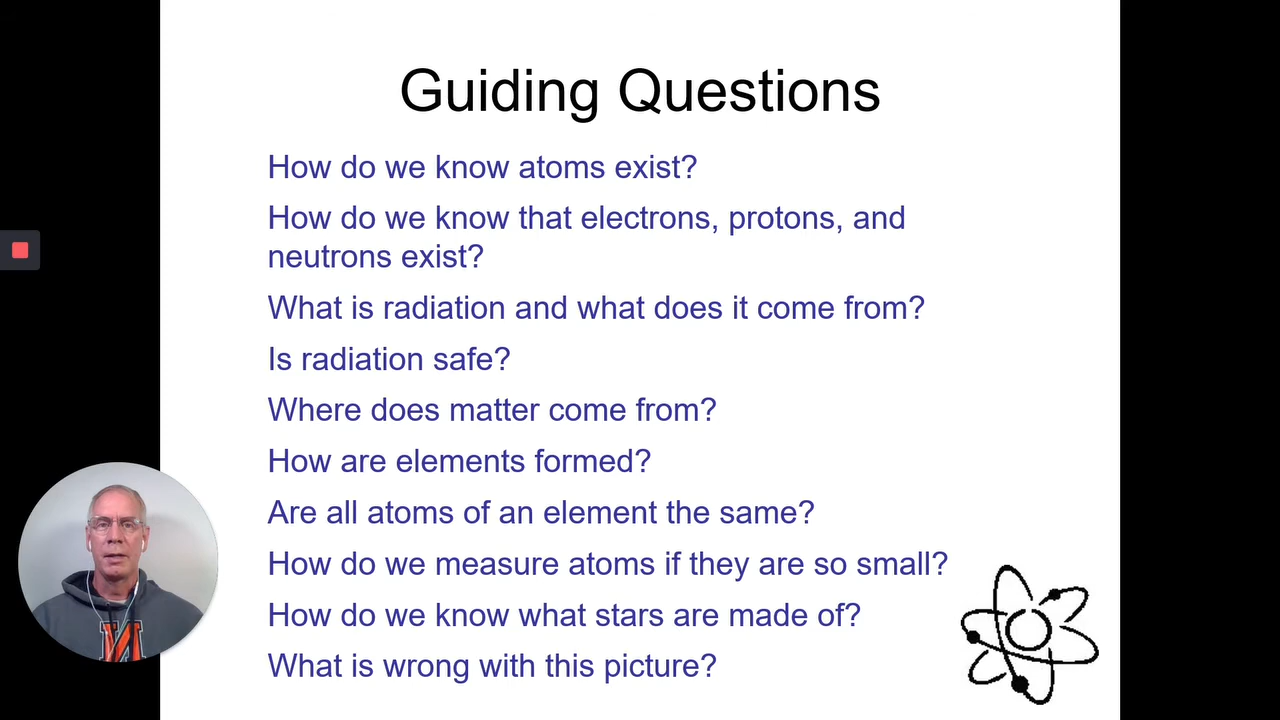 Guiding Questions
How do we know atoms exist?
How do we know that electrons, protons, and
neutrons exist?
What is radiation and what does it come from?
Is radiation safe?
Where does matter come from?
How are elements formed?
Are all atoms of an element the same?
How do we measure atoms if they are so small?
How do we know what stars are made of?
What is wrong with this picture?